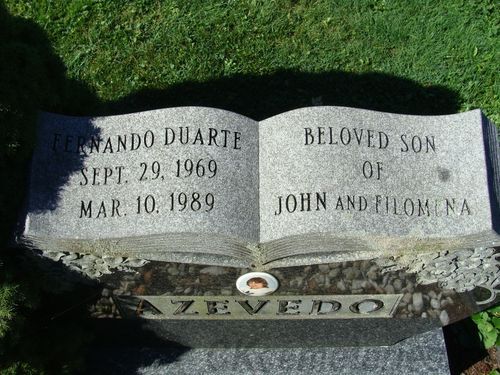 FERNANDO DUARTE
SEPT. 29, 1969
MAR. 10, 1989
BELOVED SON
OF
JOHN AND FILOMENA
AZEVEDO